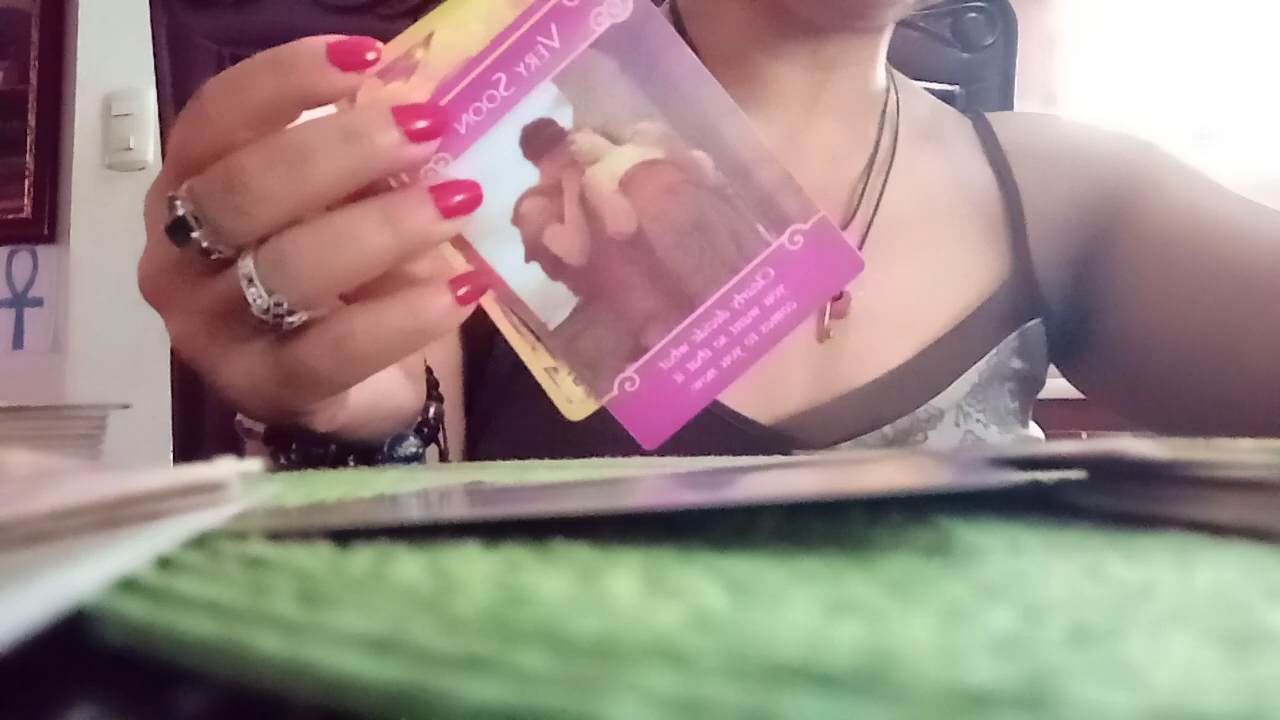 VERY SOON
Clearly decide what
you want so that it
comes to you now.